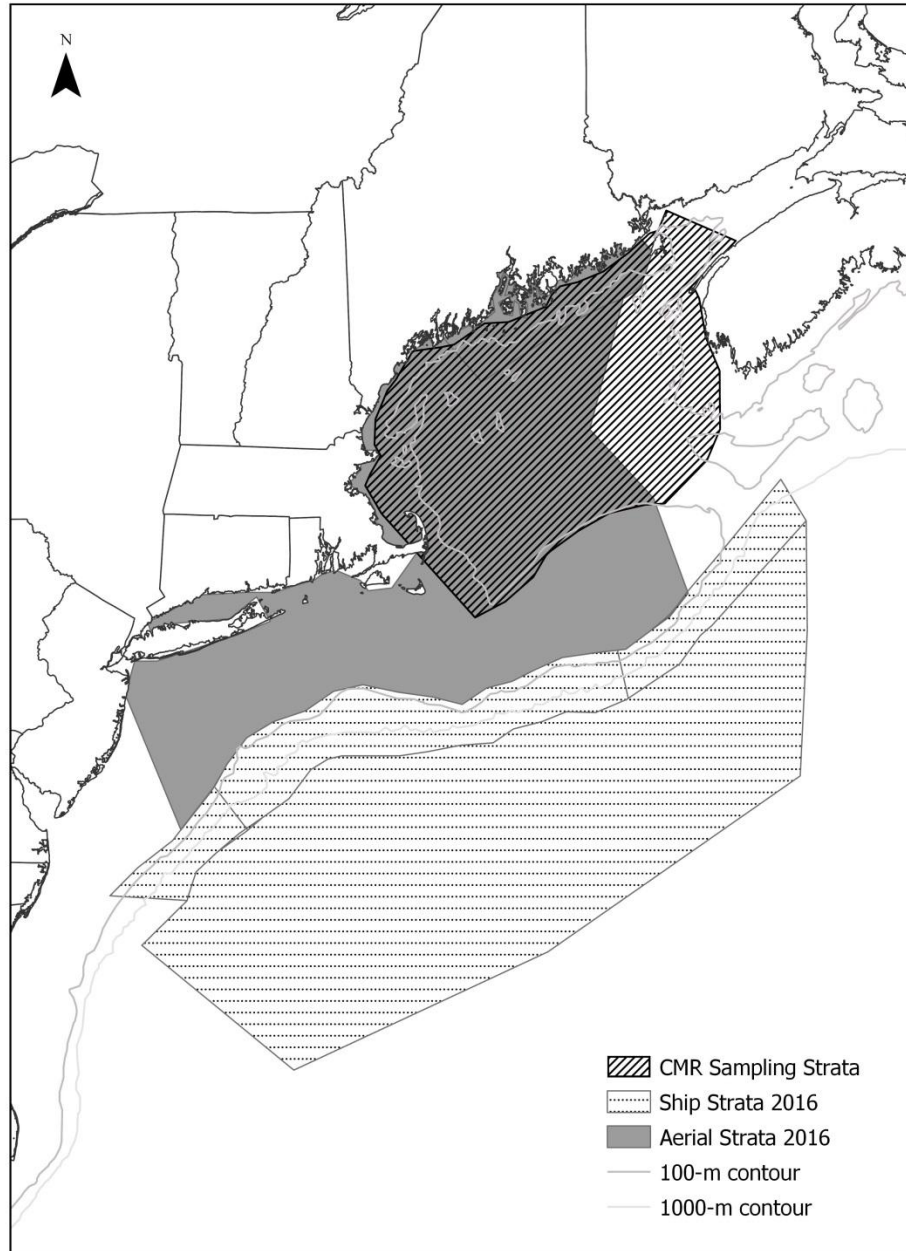 N
CMR Sampling Strata
Ship Strata 2016
Aerial Strata 2016
100-m contour
1000-m contour